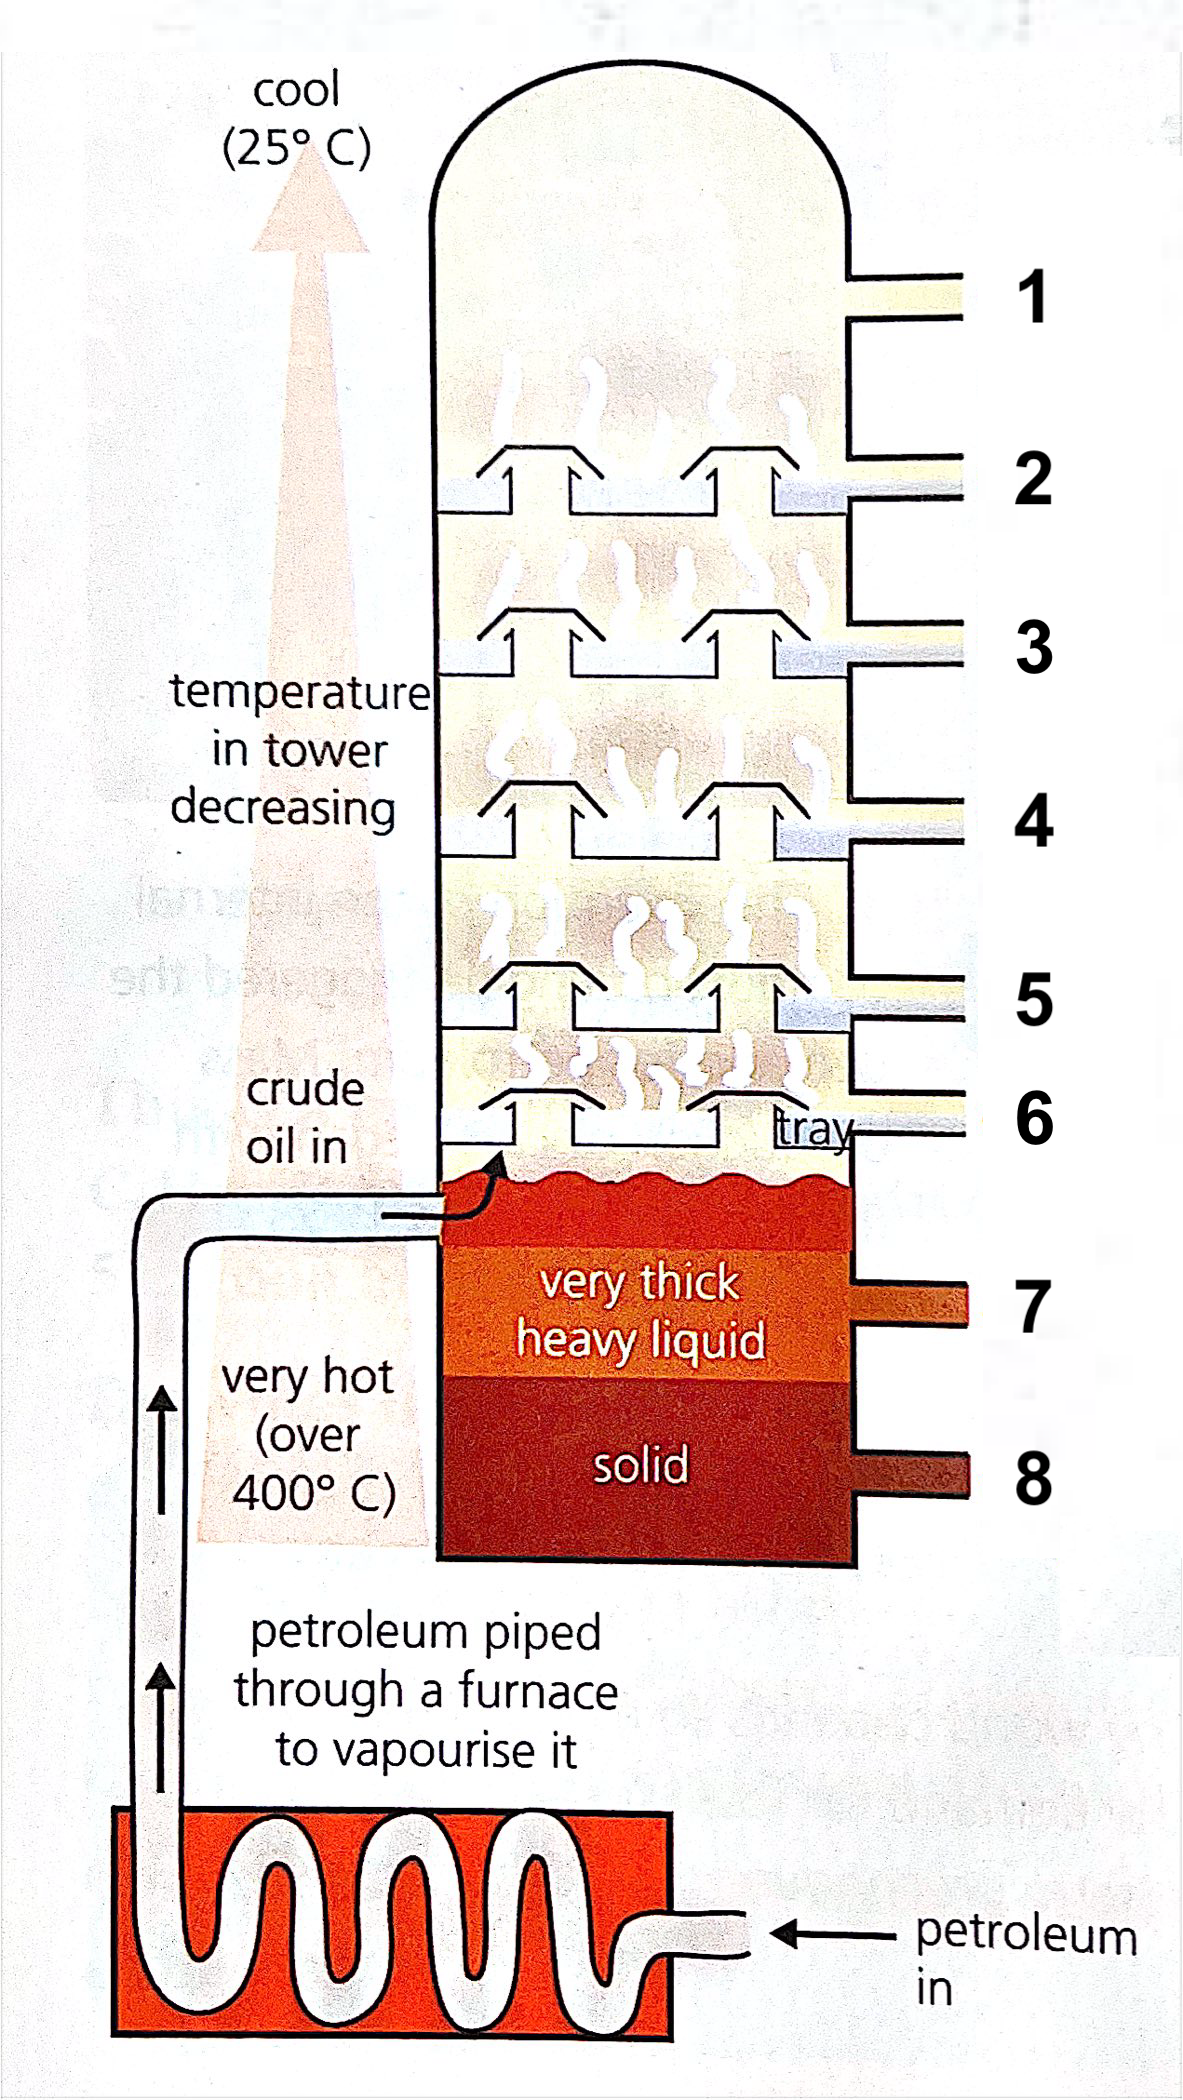 cool
(25° C)
1
2
3
temperature
in tower
decreasing
4
5
crude
oil in
6
tray
very thick
heavy liquid
7
very hot
(over
400° C)
solid
8
petroleum piped
through a furnace
to vapourise it
petroleum
in